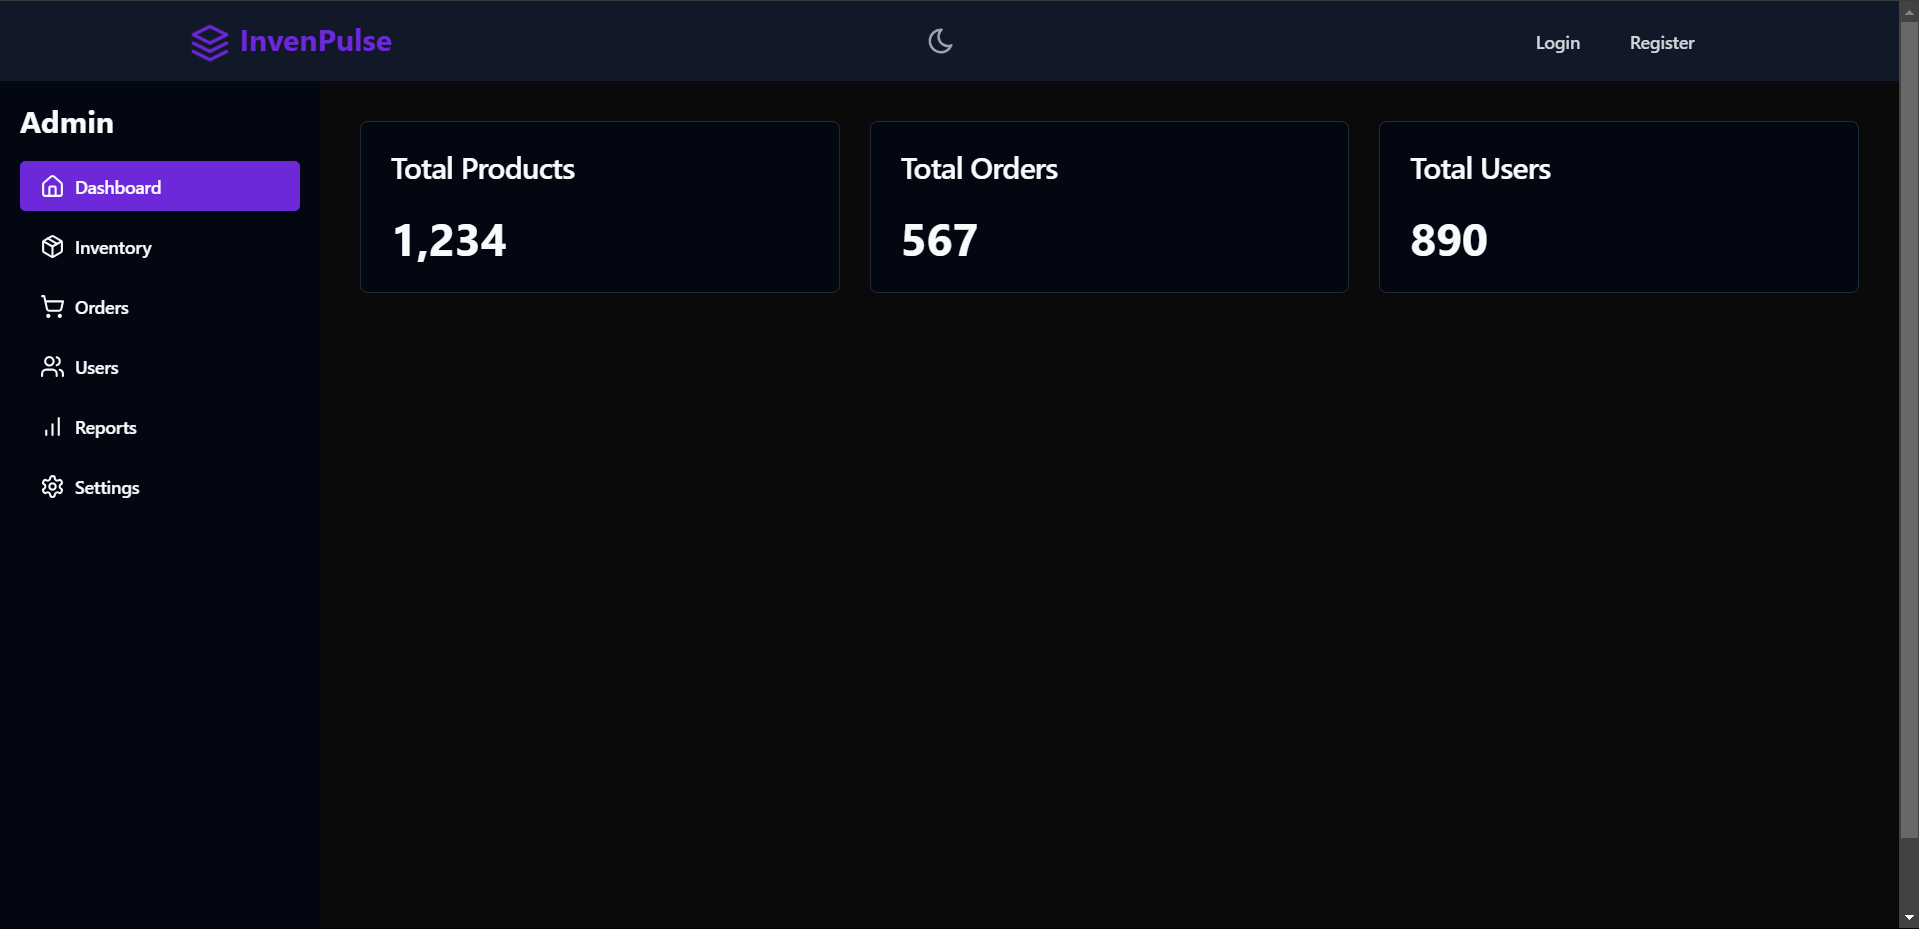 InvenPulse
Login
Register
Admin
Dashboard
Inventory
Orders
Users
Reports
Settings
Total Products
1,234
Total Orders
567
Total Users
890